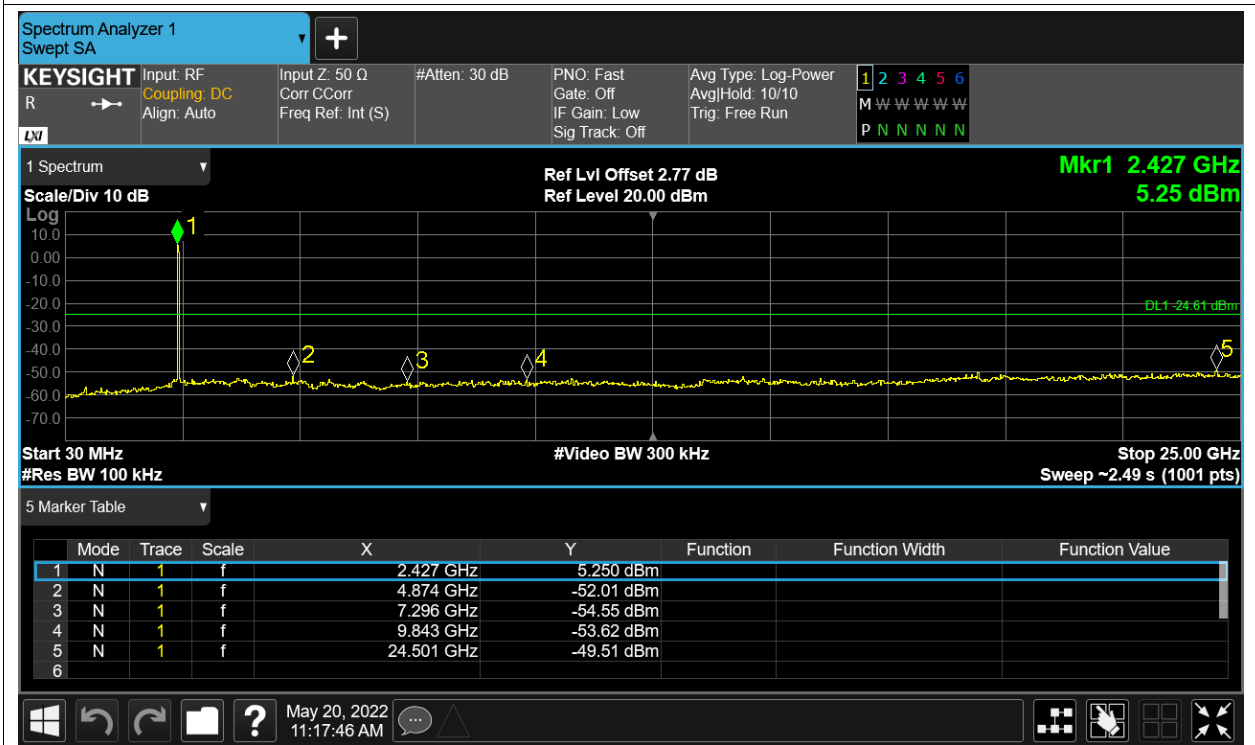 Spectrum Analyzer 1
Swept SA
KEYSIGHT
R
LXI
Input: RF
Coupling: DC
Align: Auto
Input Z: 50 Ω
Corr CCorr
Freq Ref: Int (S)
#Atten: 30 dB
PNO: Fast
Gate: Off
IF Gain: Low
Sig Track: Off
Avg Type: Log-Power
Avg|Hold: 10/10
Trig: Free Run
1 2 3 4 5 6
M W W W W W
P N N N N N
1 Spectrum
Scale/Div 10 dB
Ref Lvl Offset 2.77 dB
Ref Level 20.00 dBm
Mkr1 2.427 GHz
5.25 dBm
Log
10.0
0.00
-10.0
-20.0
-30.0
-40.0
-50.0
-60.0
-70.0
1
2
3
4
5
DL1 -24.61 dBm
Start 30 MHz
#Video BW 300 kHz
Stop 25.00 GHz
#Res BW 100 kHz
Sweep ~2.49 s (1001 pts)
5 Marker Table
Mode Trace Scale X Y Function Function Width Function Value
1 N 1 f 2.427 GHz 5.250 dBm
2 N 1 f 4.874 GHz -52.01 dBm
3 N 1 f 7.296 GHz -54.55 dBm
4 N 1 f 9.843 GHz -53.62 dBm
5 N 1 f 24.501 GHz -49.51 dBm
6
?
May 20, 2022
11:17:46 AM